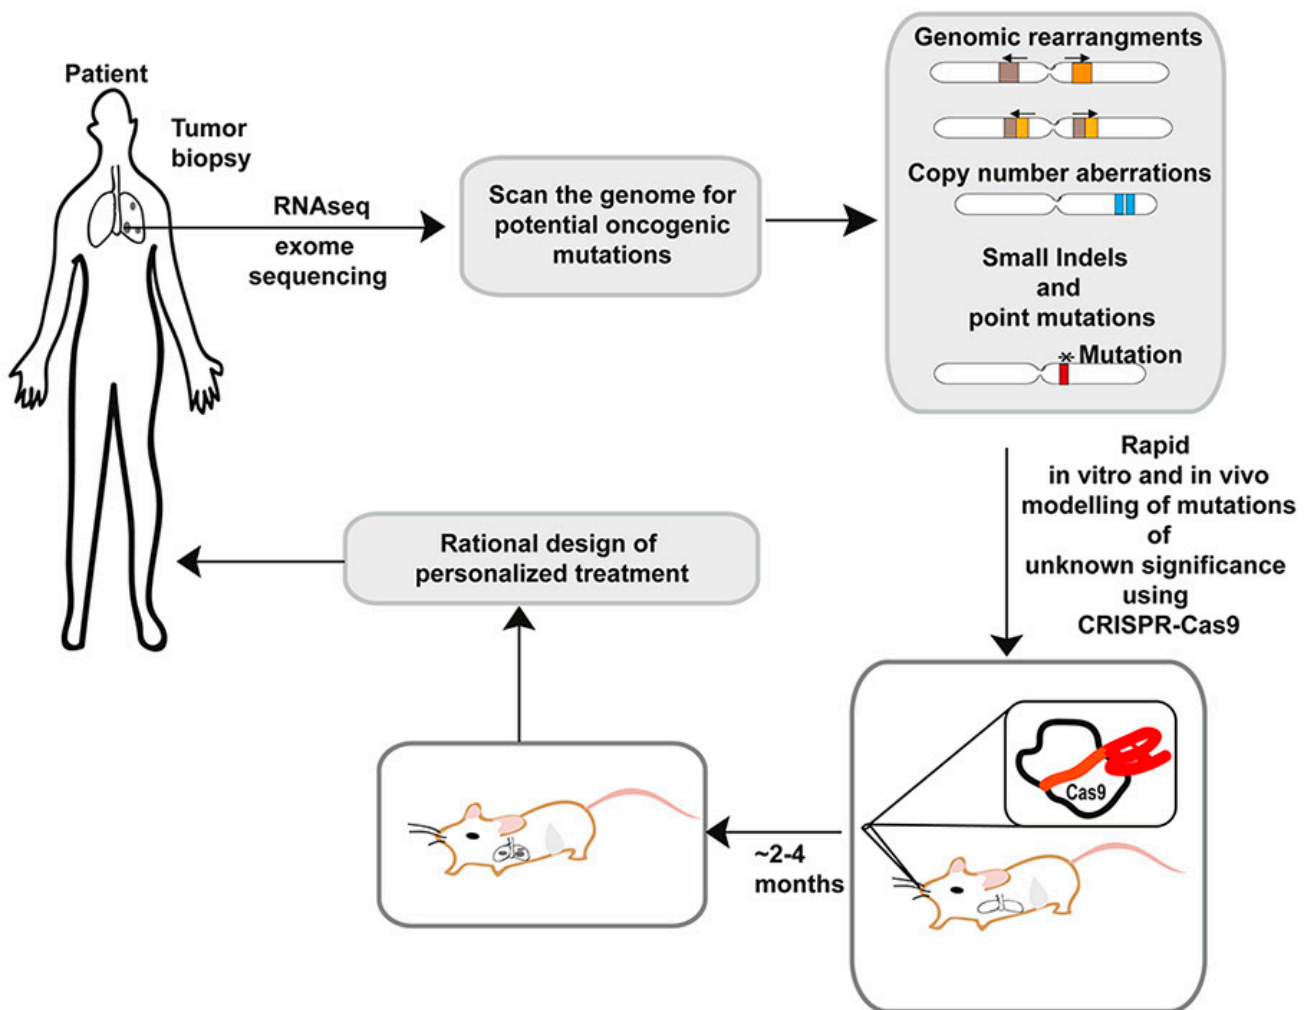 Patient
Tumor
biopsy
RNAseq
exome
sequencing
Scan the genome for
potential oncogenic
mutations
Genomic rearrangments
Copy number aberrations
Small Indels
and
point mutations
Mutation
Rapid
in vitro and in vivo
modelling of mutations
of
unknown significance
using
CRISPR-Cas9
Cas9
~2-4
months
Rational design of
personalized treatment